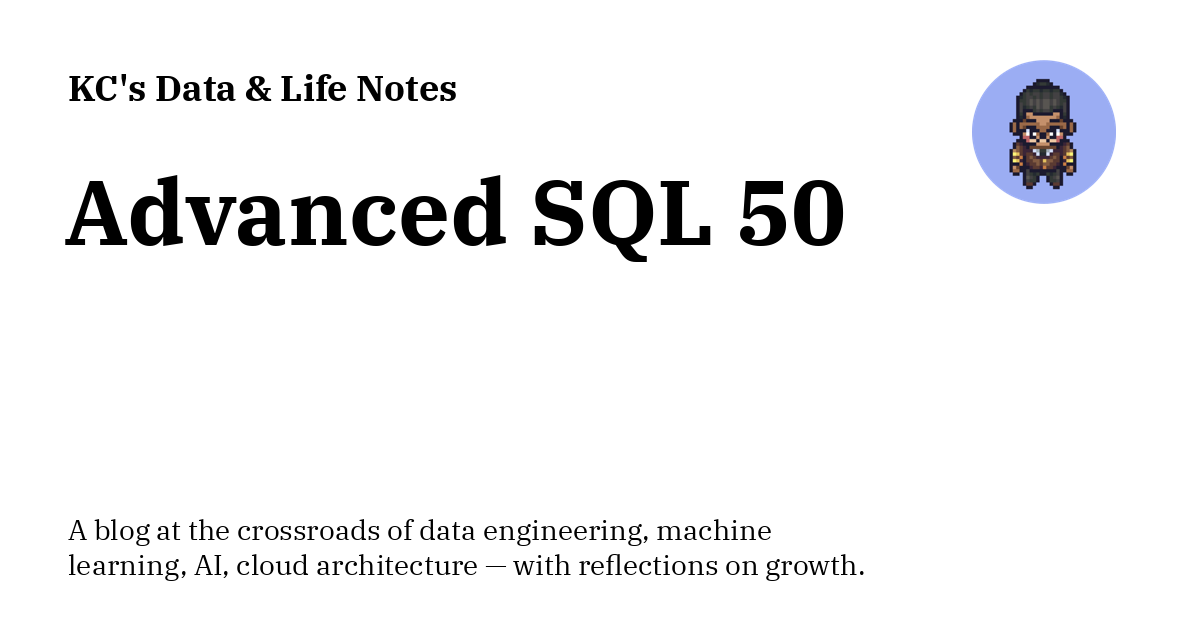 KC's Data & Life Notes
Advanced SQL 50
A blog at the crossroads of data engineering, machine
learning, AI, cloud architecture — with reflections on growth.